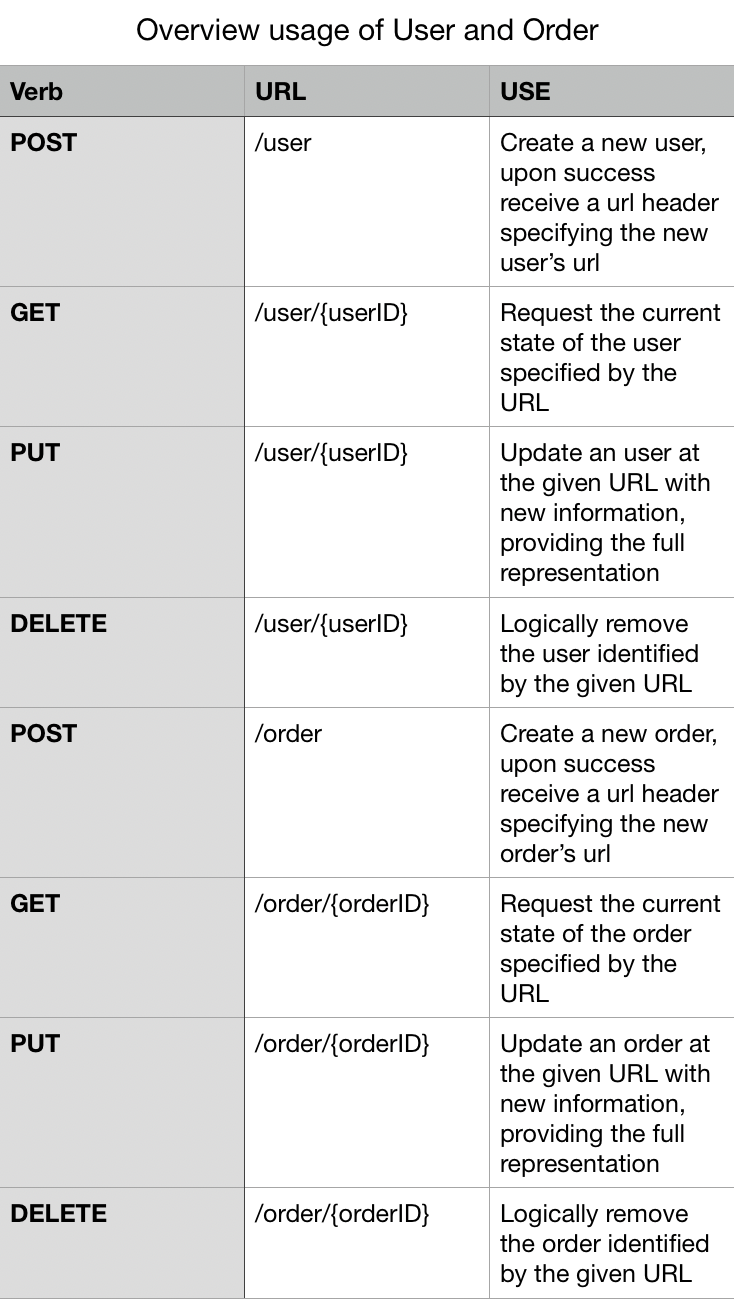 Overview usage of User and Order
Verb URL USE
POST /user Create a new user,
upon success
receive a url header
specifying the new
user’s url
GET /user/{userID} Request the current
state of the user
specified by the
URL
PUT /user/{userID} Update an user at
the given URL with
new information,
providing the full
representation
DELETE /user/{userID} Logically remove
the user identified
by the given URL
POST /order Create a new order,
upon success
receive a url header
specifying the new
order’s url
GET /order/{orderID} Request the current
state of the order
specified by the
URL
PUT /order/{orderID} Update an order at
the given URL with
new information,
providing the full
representation
DELETE /order/{orderID} Logically remove
the order identified
by the given URL